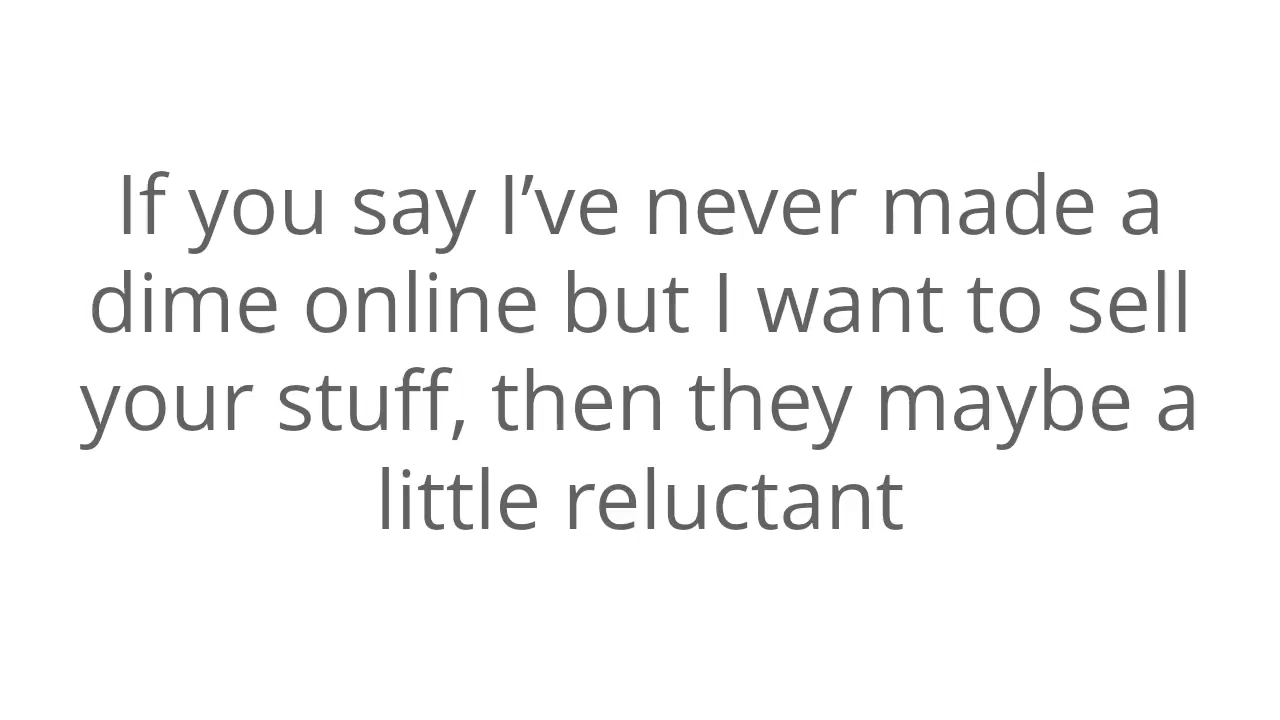 If you say I’ve never made a
dime online but I want to sell
your stuff, then they maybe a
little reluctant